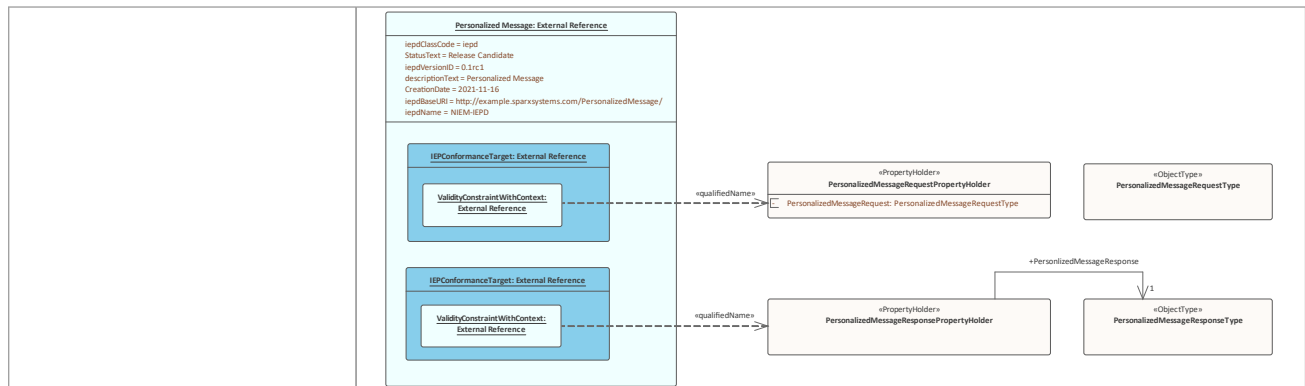 Personalized Message: External Reference
iepdClassCode = iepd
StatusText = Release Candidate
iepdVersionID = 0.1rc1
descriptionText = Personalized Message
CreationDate = 2021-11-16
iepdBaseURI = http://example.sparxsystems.com/PersonalizedMessage/
iepdName = NIEM-IEPD
IEPConformanceTarget: External Reference
ValidityConstraintWithContext:
External Reference
«qualifiedName»
«PropertyHolder»
PersonalizedMessageRequestPropertyHolder
- PersonalizedMessageRequest: PersonalizedMessageRequestType
«ObjectType»
PersonalizedMessageRequestType
IEPConformanceTarget: External Reference
ValidityConstraintWithContext:
External Reference
«qualifiedName»
+PersonlizedMessageResponse
1
«PropertyHolder»
PersonalizedMessageResponsePropertyHolder
«ObjectType»
PersonalizedMessageResponseType